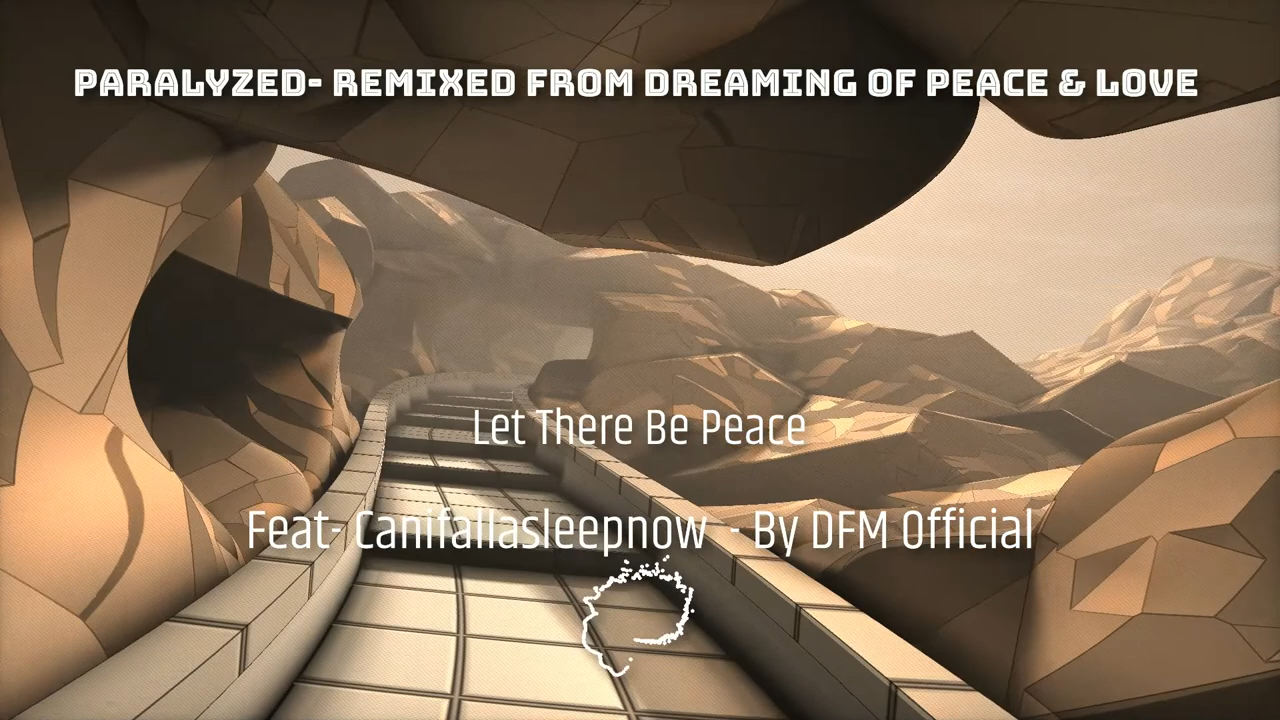 PARALYZED- REMIXED FROM DREAMING OF PEACE & LOVE
Let There Be Peace
Feat- Canifallasleepnow - By DFM Official